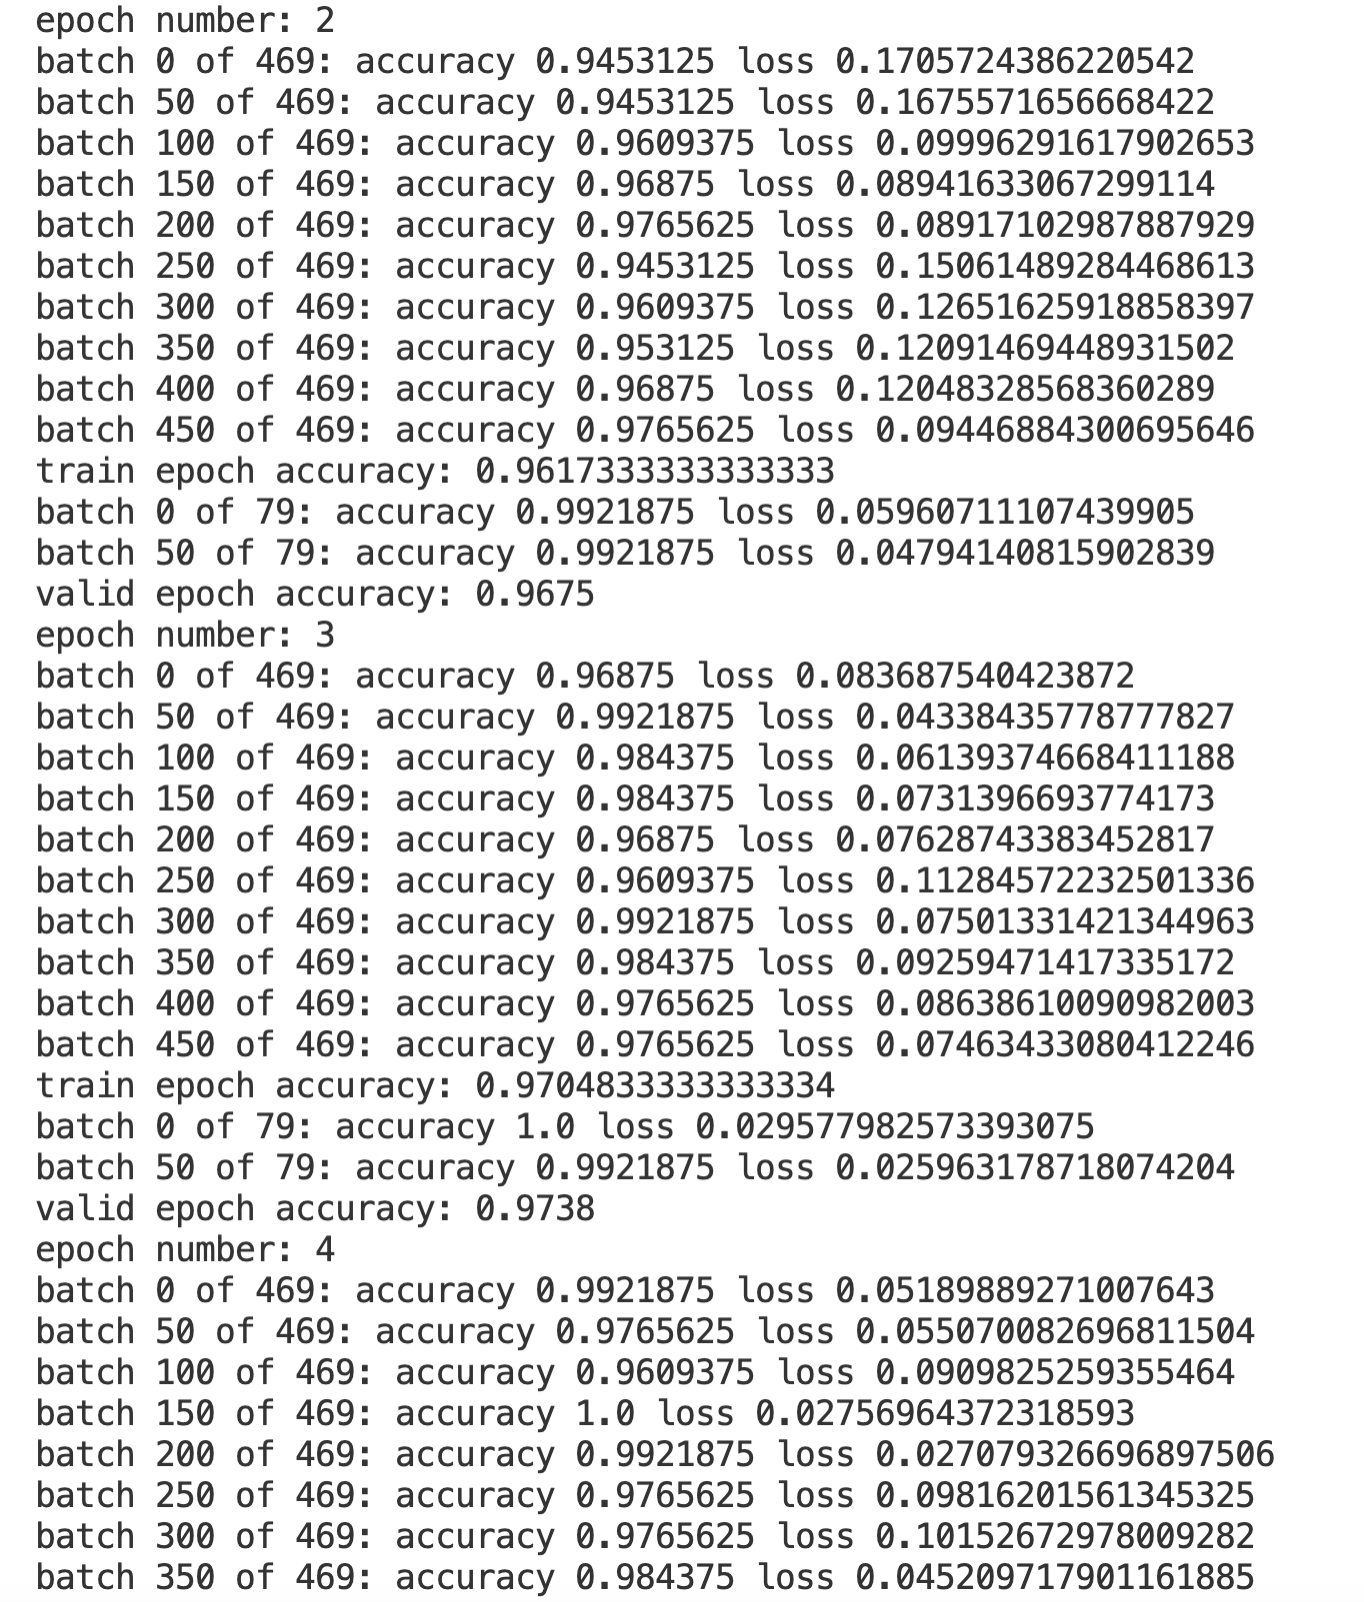 epoch number: 2
batch 0 of 469: accuracy 0.9453125 loss 0.1705724386220542
batch 50 of 469: accuracy 0.9453125 loss 0.1675571656668422
batch 100 of 469: accuracy 0.9609375 loss 0.09996291617902653
batch 150 of 469: accuracy 0.96875 loss 0.08941633067299114
batch 200 of 469: accuracy 0.9765625 loss 0.08917102987887929
batch 250 of 469: accuracy 0.9453125 loss 0.15061489284468613
batch 300 of 469: accuracy 0.9609375 loss 0.12651625918858397
batch 350 of 469: accuracy 0.953125 loss 0.12091469448931502
batch 400 of 469: accuracy 0.96875 loss 0.12048328568360289
batch 450 of 469: accuracy 0.9765625 loss 0.09446884300695646
train epoch accuracy: 0.9617333333333333
batch 0 of 79: accuracy 0.9921875 loss 0.05960711107439905
batch 50 of 79: accuracy 0.9921875 loss 0.04794140815902839
valid epoch accuracy: 0.9675
epoch number: 3
batch 0 of 469: accuracy 0.96875 loss 0.083687540423872
batch 50 of 469: accuracy 0.9921875 loss 0.04338435778777827
batch 100 of 469: accuracy 0.984375 loss 0.06139374668411188
batch 150 of 469: accuracy 0.984375 loss 0.0731396693774173
batch 200 of 469: accuracy 0.96875 loss 0.07628743383452817
batch 250 of 469: accuracy 0.9609375 loss 0.11284572232501336
batch 300 of 469: accuracy 0.9921875 loss 0.07501331421344963
batch 350 of 469: accuracy 0.984375 loss 0.09259471417335172
batch 400 of 469: accuracy 0.9765625 loss 0.08638610090982003
batch 450 of 469: accuracy 0.9765625 loss 0.07463433080412246
train epoch accuracy: 0.9704833333333334
batch 0 of 79: accuracy 1.0 loss 0.029577982573393075
batch 50 of 79: accuracy 0.9921875 loss 0.025963178718074204
valid epoch accuracy: 0.9738
epoch number: 4
batch 0 of 469: accuracy 0.9921875 loss 0.05189889271007643
batch 50 of 469: accuracy 0.9765625 loss 0.055070082696811504
batch 100 of 469: accuracy 0.9609375 loss 0.0909825259355464
batch 150 of 469: accuracy 1.0 loss 0.02756964372318593
batch 200 of 469: accuracy 0.9921875 loss 0.027079326696897506
batch 250 of 469: accuracy 0.9765625 loss 0.09816201561345325
batch 300 of 469: accuracy 0.9765625 loss 0.10152672978009282
batch 350 of 469: accuracy 0.984375 loss 0.045209717901161885